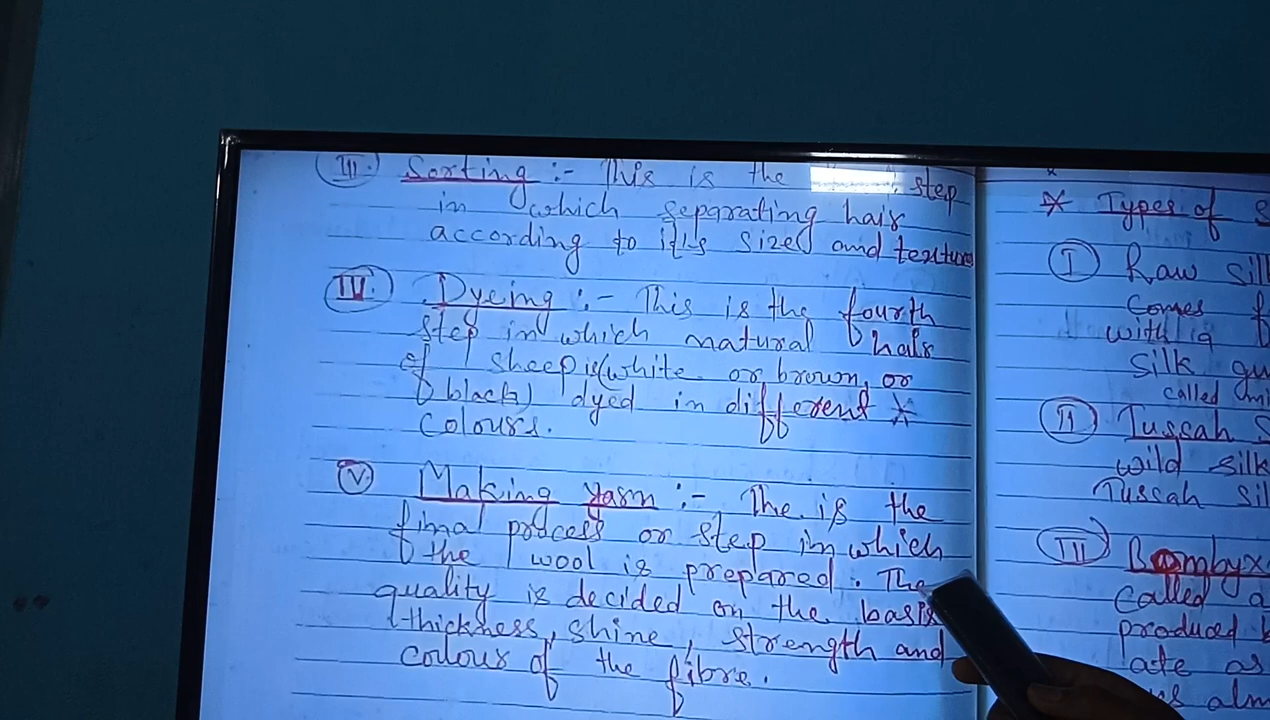 III. Sorting :- This is the step
in which separating hair
according to it's size and texture
IV. Dyeing :- This is the fourth
step in which natural hair
of sheep is (white or brown, or
black) dyed in different *
colours.
V. Making yarn :- The is the
final process or step in which
the wool is prepared. The
quality is decided on the basis
thickness, shine, strength and
colour of the fibre.
* Types of S
I Raw sil
Comes f
with a
silk gu
called
II Tussah S
wild silk
Tussah sil
III Bombyx
called a
produced b
ate as
alm